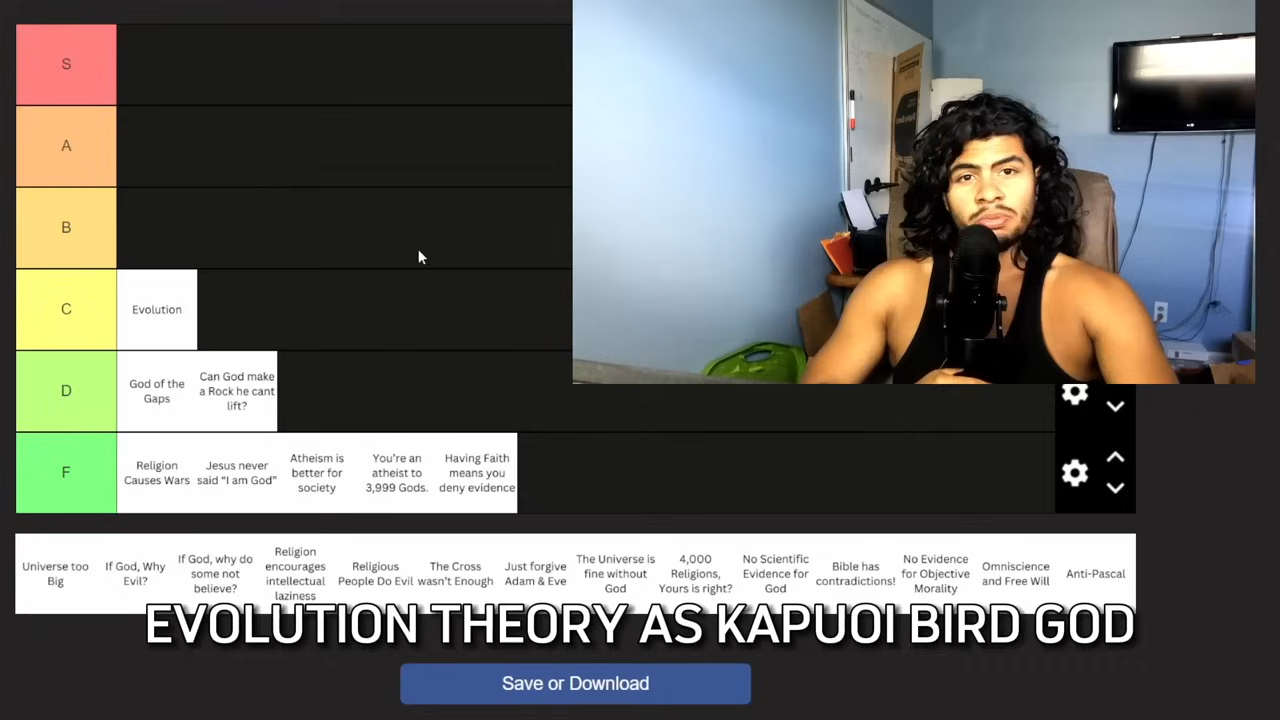 S
A
B
C
Evolution
D
God of the
Gaps
Can God make
a Rock he cant
lift?
F
Religion
Causes Wars
Jesus never
said “I am God”
Atheism is
better for
society
You’re an
atheist to
3,999 Gods.
Having Faith
means you
deny evidence
Universe too
Big
If God, Why
Evil?
If God, why do
some not
believe?
Religion
encourages
intellectual
laziness
Religious
People Do Evil
The Cross
wasn’t Enough
Just forgive
Adam & Eve
The Universe is
fine without
God
4,000
Religions,
Yours is right?
No Scientific
Evidence for
God
Bible has
contradictions!
No Evidence
for Objective
Morality
Omniscience
and Free Will
Anti-Pascal
EVOLUTION THEORY AS KAPUOI BIRD GOD
Save or Download